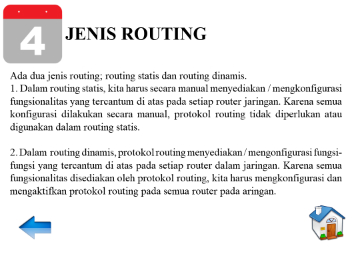 4
JENIS ROUTING
Ada dua jenis routing; routing statis dan routing dinamis.
1. Dalam routing statis, kita harus secara manual menyediakan / mengkonfigurasi
fungsionalitas yang tercantum di atas pada setiap router jaringan. Karena semua
konfigurasi dilakukan secara manual, protokol routing tidak diperlukan atau
digunakan dalam routing statis.
2. Dalam routing dinamis, protokol routing menyediakan / mengonfigurasi fungsi-
fungsi yang tercantum di atas pada setiap router dalam jaringan. Karena semua
fungsionalitas disediakan oleh protokol routing, kita harus mengkonfigurasi dan
mengaktifkan protokol routing pada semua router pada aringan.